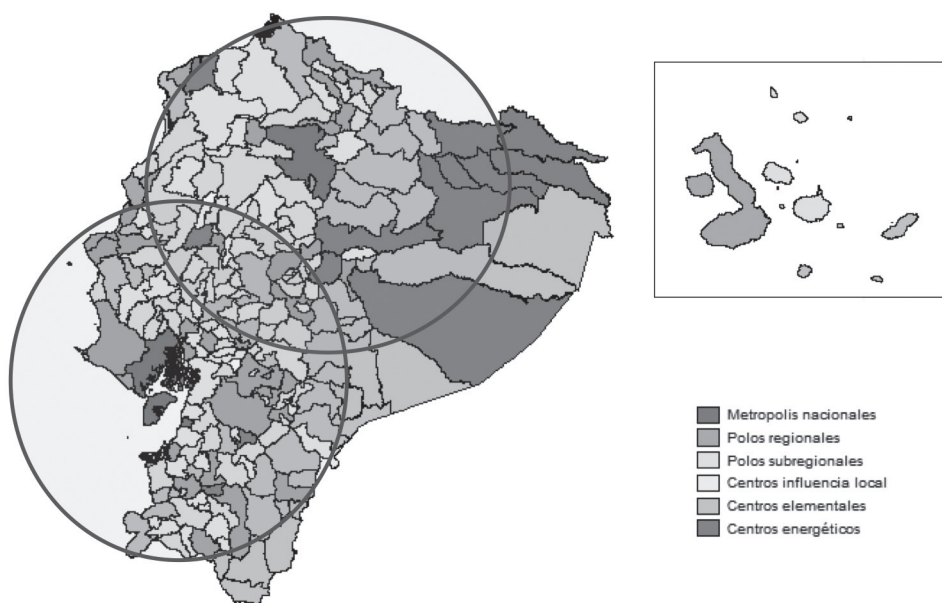 Metropolis nacionales
Polos regionales
Polos subregionales
Centros influencia local
Centros elementales
Centros energéticos